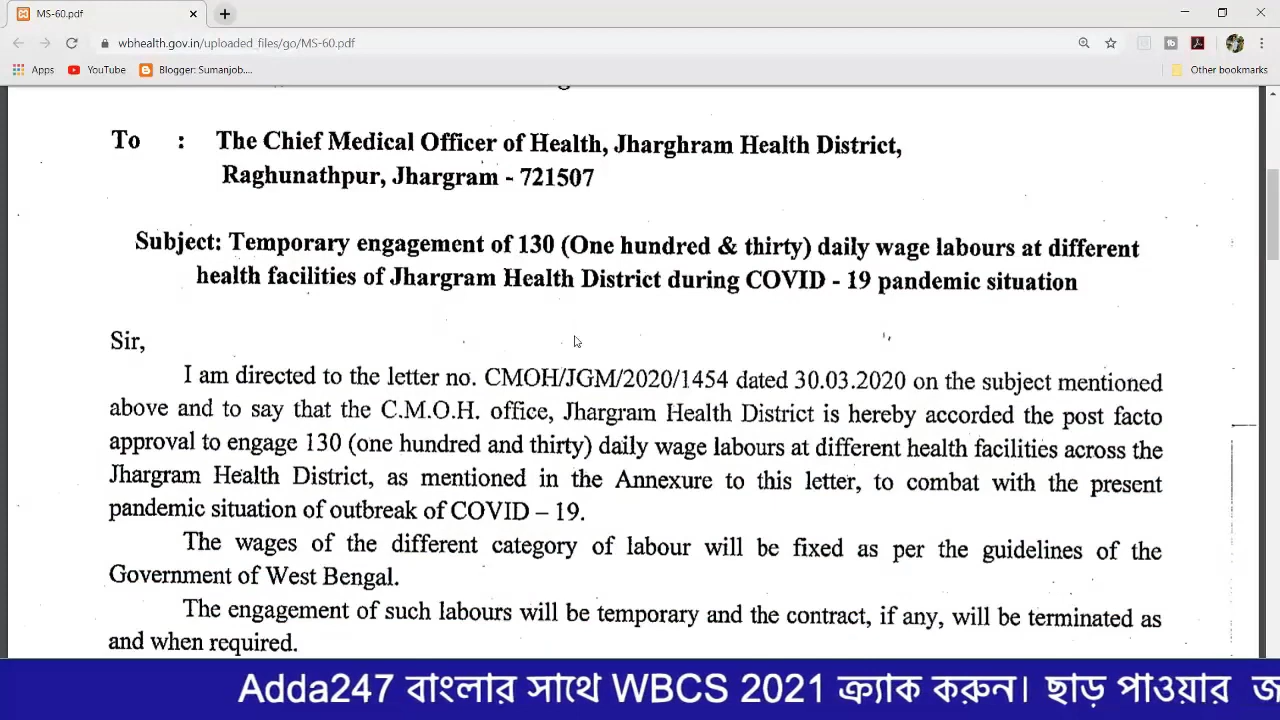 MS-60.pdf
wbhealth.gov.in/uploaded_files/go/MS-60.pdf
Apps YouTube Blogger: Sumanjob.... Other bookmarks
To : The Chief Medical Officer of Health, Jharghram Health District,
Raghunathpur, Jhargram - 721507
Subject: Temporary engagement of 130 (One hundred & thirty) daily wage labours at different
health facilities of Jhargram Health District during COVID - 19 pandemic situation
Sir,
I am directed to the letter no. CMOH/JGM/2020/1454 dated 30.03.2020 on the subject mentioned
above and to say that the C.M.O.H. office, Jhargram Health District is hereby accorded the post facto
approval to engage 130 (one hundred and thirty) daily wage labours at different health facilities across the
Jhargram Health District, as mentioned in the Annexure to this letter, to combat with the present
pandemic situation of outbreak of COVID – 19.
The wages of the different category of labour will be fixed as per the guidelines of the
Government of West Bengal.
The engagement of such labours will be temporary and the contract, if any, will be terminated as
and when required.
Adda247 বাংলার সাথে WBCS 2021 ক্র্যাক করুন। ছাড় পাওয়ার